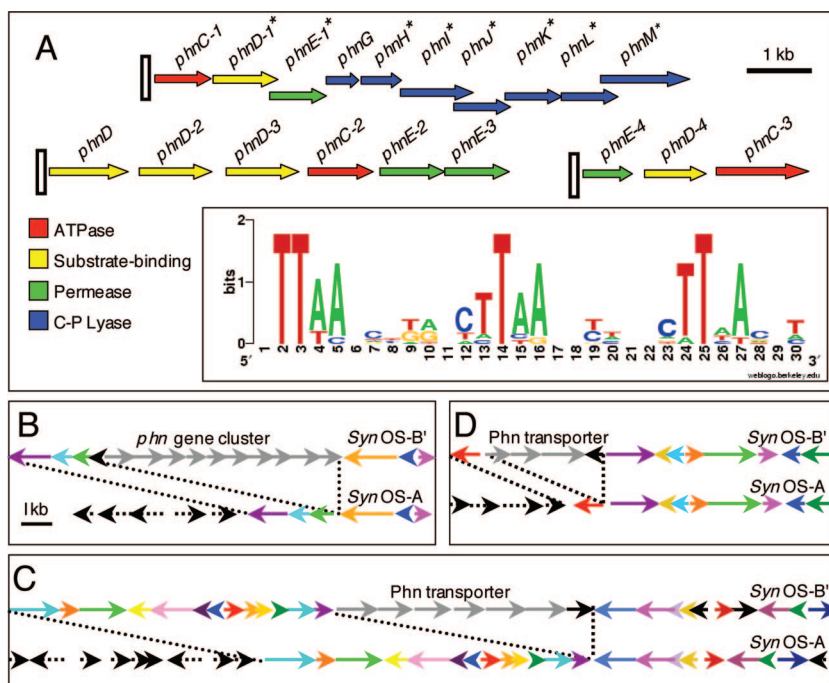 A
phnC-1 phnD-1* phnE-1* phnG phnH* phnI* phnJ* phnK* phnL* phnM*
1 kb
phnD phnD-2 phnD-3 phnC-2 phnE-2 phnE-3 phnE-4 phnD-4 phnC-3
ATPase
Substrate-binding
Permease
C-P Lyase
2
bits
1
0
5′ 1 2 3 4 5 6 7 8 9 10 11 12 13 14 15 16 17 18 19 20 21 22 23 24 25 26 27 28 29 30 3′
weblogo.berkeley.edu
B
phn gene cluster
Syn OS-B'
Syn OS-A
1kb
D
Phn transporter
Syn OS-B'
Syn OS-A
C
Phn transporter
Syn OS-B'
Syn OS-A